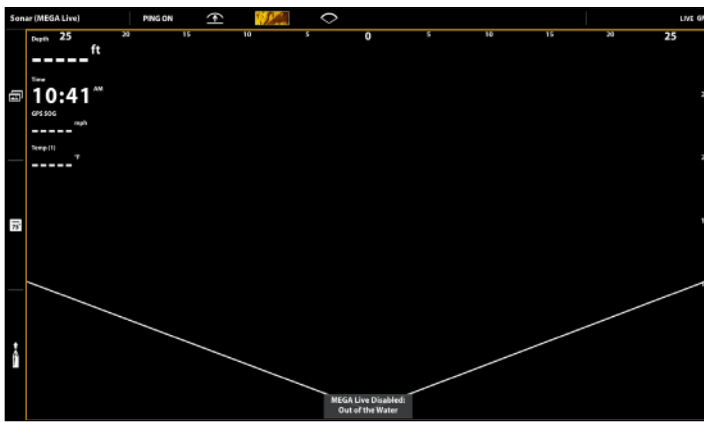 Sonar (MEGA Live) PING ON LIVE
Depth 25 20 15 10 5 0 5 10 15 20 25
-----ft
Time
10:41 AM
GPS SOG
----- mph
Temp (1)
----- °F
75°
MEGA Live Disabled:
Out of the Water